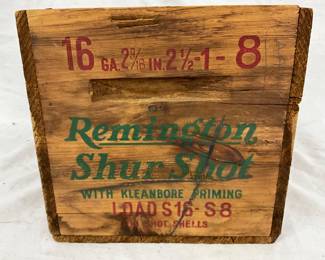 16 GA. 2 9/16 IN. 2 1/2-1-8
Remington
Shur Shot
WITH KLEANBORE PRIMING
LOAD S16-S8
SHOT SHELLS